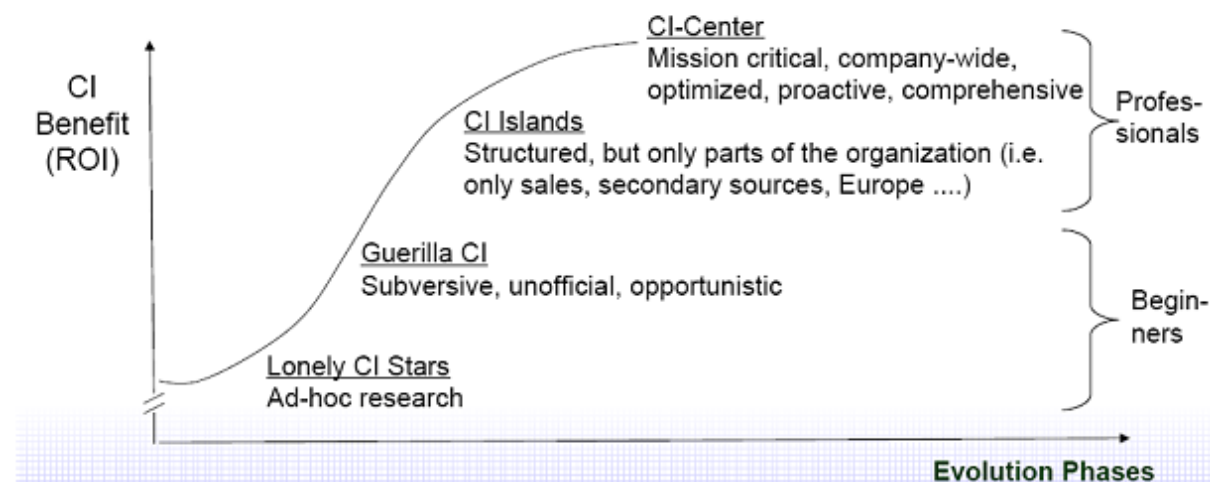 CI-Center
Mission critical, company-wide,
optimized, proactive, comprehensive
CI
Benefit
(ROI)
Profes-
sionals
CI Islands
Structured, but only parts of the organization (i.e.
only sales, secondary sources, Europe ....)
Guerilla CI
Subversive, unofficial, opportunistic
Begin-
ners
Lonely CI Stars
Ad-hoc research
Evolution Phases